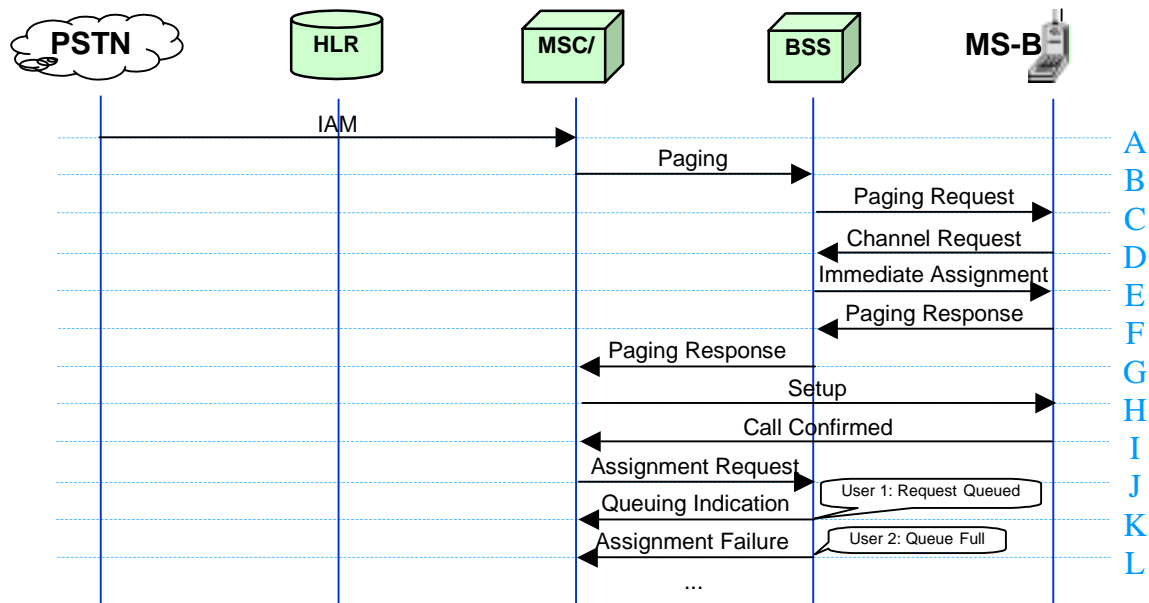 PSTN
HLR
MSC/
BSS
MS-B
IAM
A
Paging
B
Paging Request
C
Channel Request
D
Immediate Assignment
E
Paging Response
F
Paging Response
G
Setup
H
Call Confirmed
I
Assignment Request
J
User 1: Request Queued
Queuing Indication
K
User 2: Queue Full
Assignment Failure
L
...